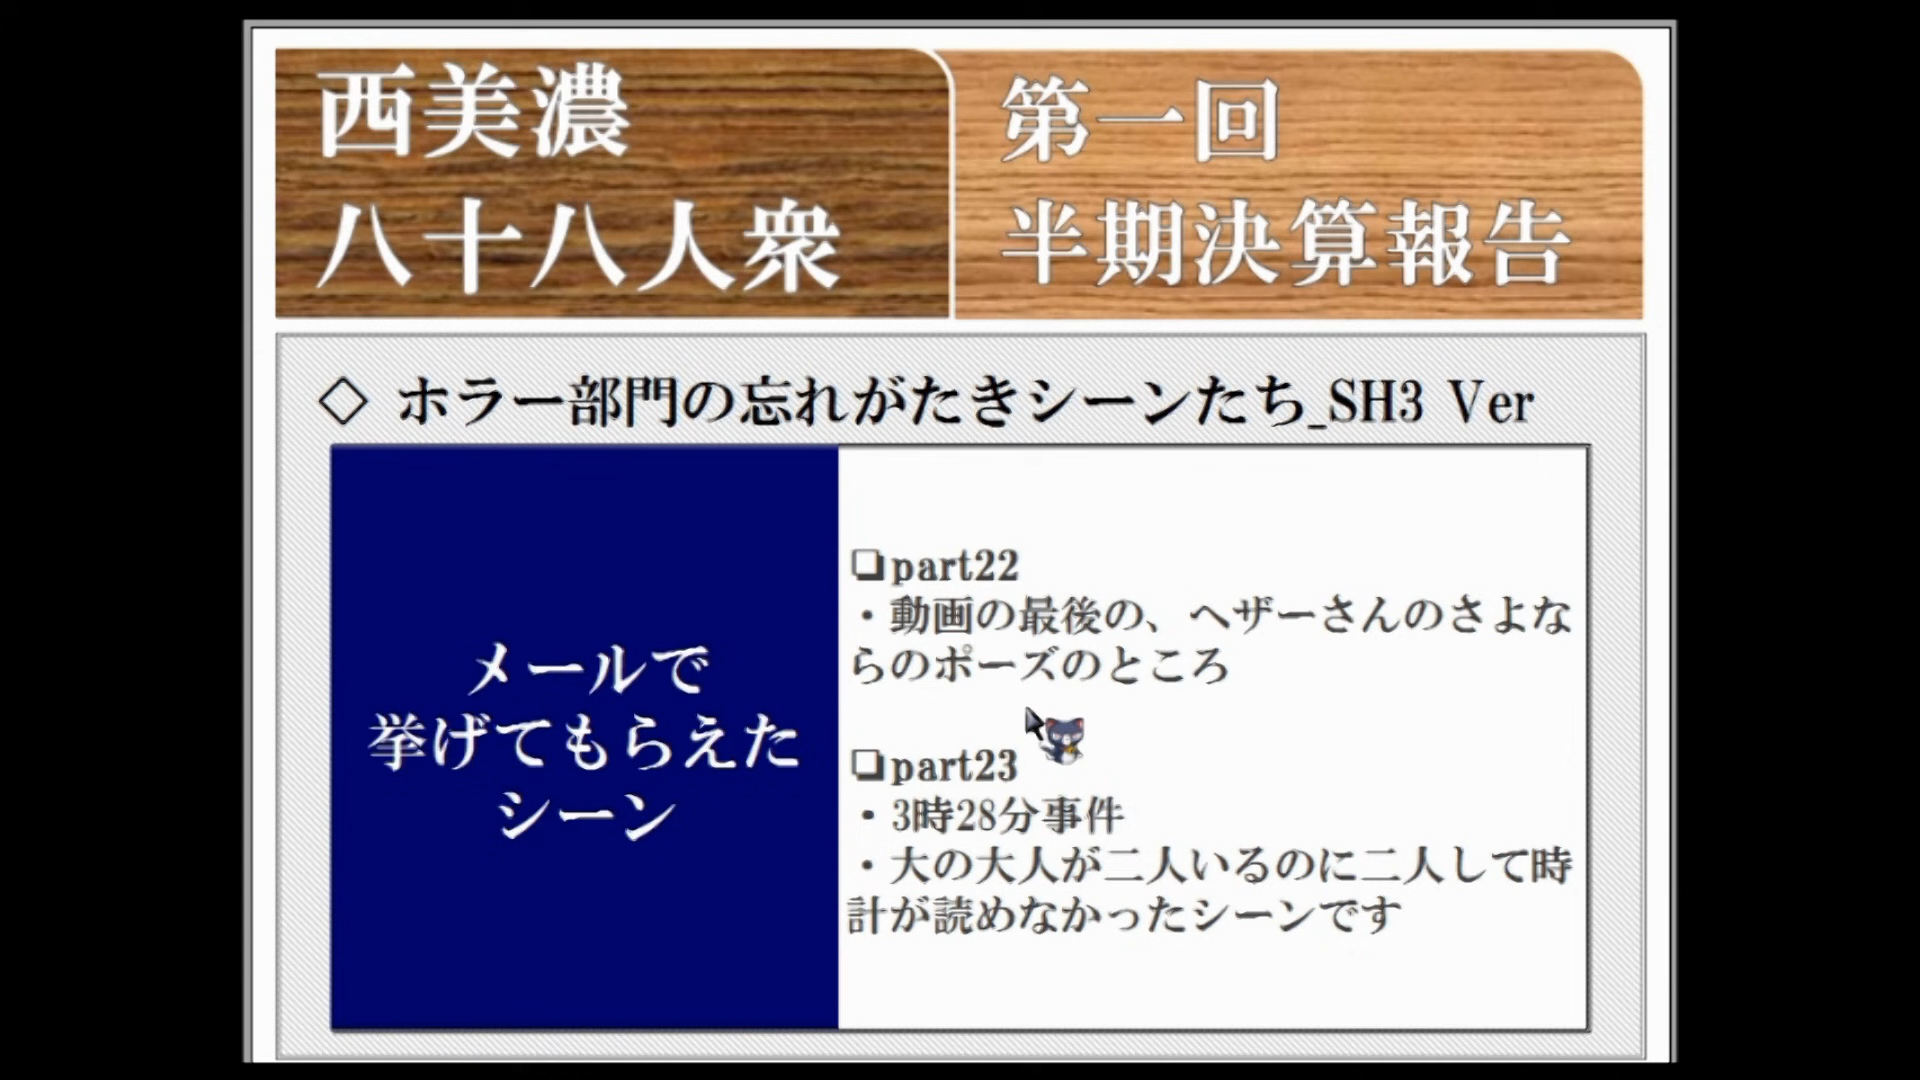 西美濃
八十八人衆
第一回
半期決算報告
◇ ホラー部門の忘れがたきシーンたち_SH3 Ver
メールで
挙げてもらえた
シーン
❏part22
・動画の最後の、ヘザーさんのさよな
らのポーズのところ
❏part23
・3時28分事件
・大の大人が二人いるのに二人して時
計が読めなかったシーンです